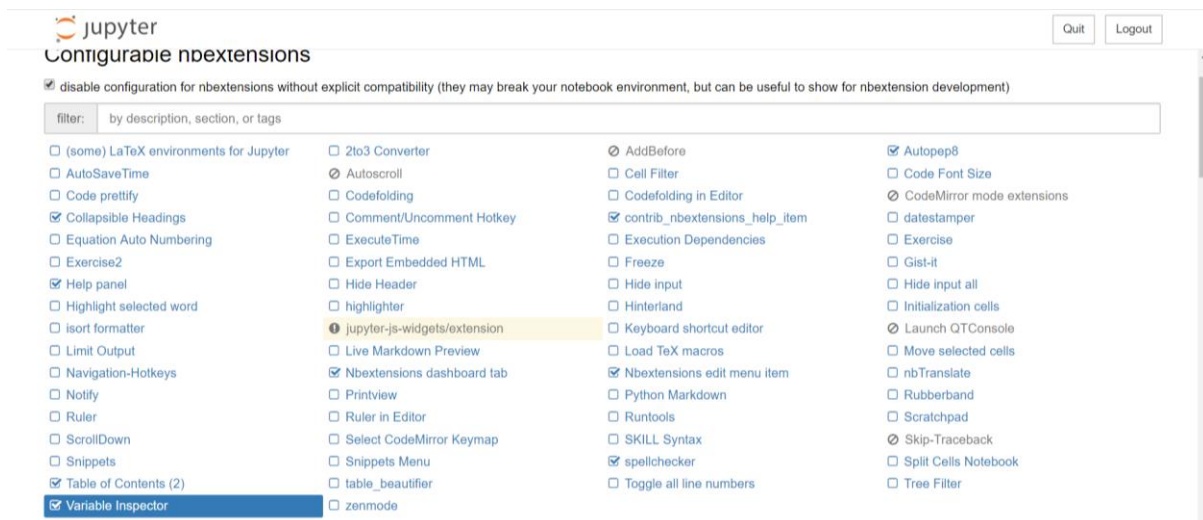 jupyter Quit Logout
Configurable nbextensions
disable configuration for nbextensions without explicit compatibility (they may break your notebook environment, but can be useful to show for nbextension development)
filter: by description, section, or tags
(some) LaTeX environments for Jupyter 2to3 Converter AddBefore Autopep8
AutoSaveTime Autoscroll Cell Filter Code Font Size
Code prettify Codefolding Codefolding in Editor CodeMirror mode extensions
Collapsible Headings Comment/Uncomment Hotkey contrib_nbextensions_help_item datestamper
Equation Auto Numbering ExecuteTime Execution Dependencies Exercise
Exercise2 Export Embedded HTML Freeze Gist-it
Help panel Hide Header Hide input Hide input all
Highlight selected word highlighter Hinterland Initialization cells
isort formatter jupyter-js-widgets/extension Keyboard shortcut editor Launch QTConsole
Limit Output Live Markdown Preview Load TeX macros Move selected cells
Navigation-Hotkeys Nbextensions dashboard tab Nbextensions edit menu item nbTranslate
Notify Printview Python Markdown Rubberband
Ruler Ruler in Editor Runtools Scratchpad
ScrollDown Select CodeMirror Keymap SKILL Syntax Skip-Traceback
Snippets Snippets Menu spellchecker Split Cells Notebook
Table of Contents (2) table_beautifier Toggle all line numbers Tree Filter
Variable Inspector zenmode